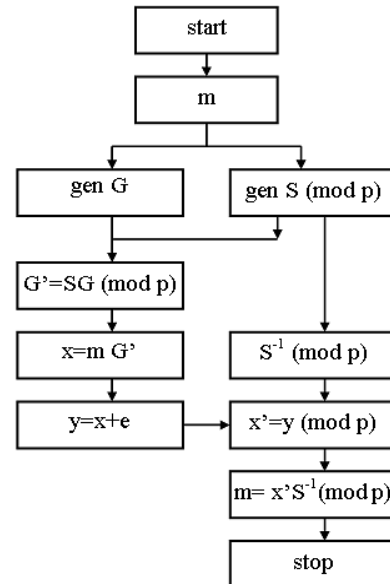 start
m
gen G
gen S (mod p)
G’=SG (mod p)
x=m G’
S⁻¹ (mod p)
y=x+e
x’=y (mod p)
m= x’S⁻¹(mod p)
stop